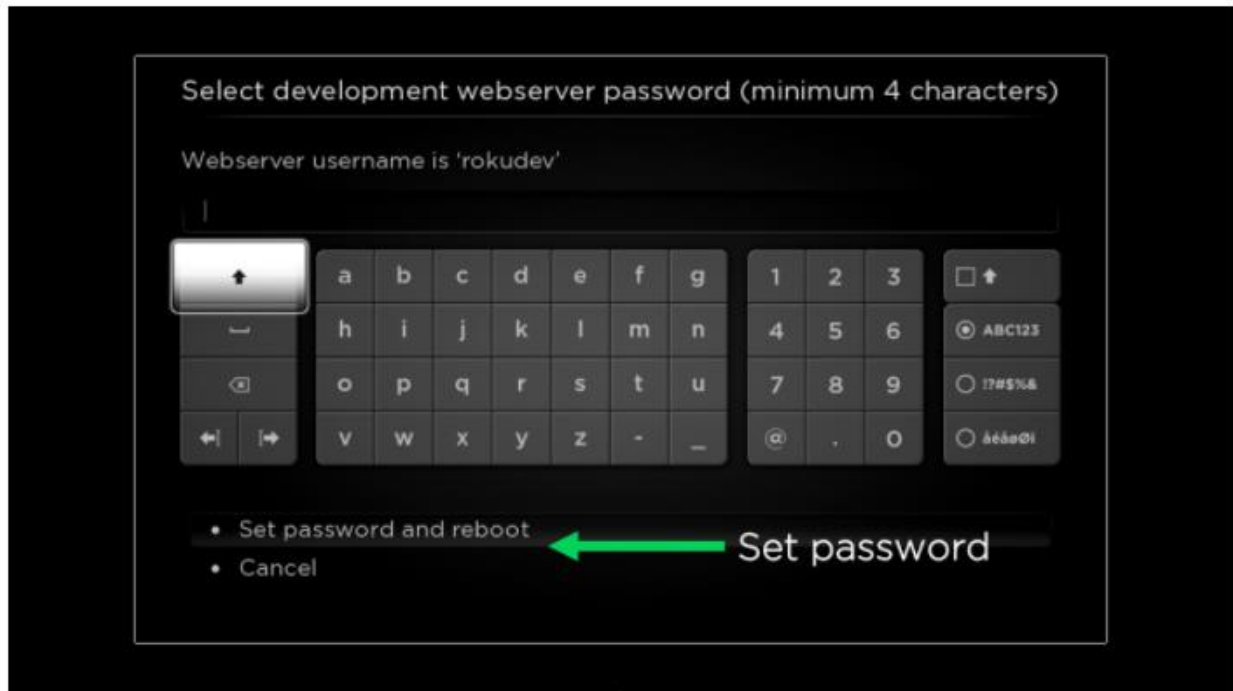 Select development webserver password (minimum 4 characters)
Webserver username is 'rokudev'
a b c d e f g 1 2 3
h i j k l m n 4 5 6 ABC123
o p q r s t u 7 8 9 !?#$%&
v w x y z - _ @ . 0
• Set password and reboot
Set password
• Cancel